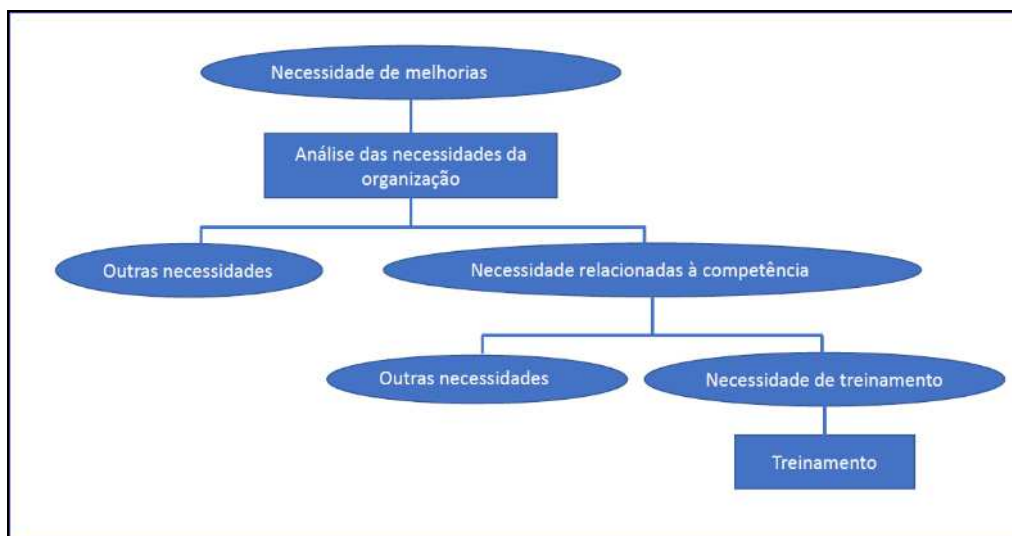 Necessidade de melhorias
Análise das necessidades da
organização
Outras necessidades
Necessidade relacionadas à competência
Outras necessidades
Necessidade de treinamento
Treinamento